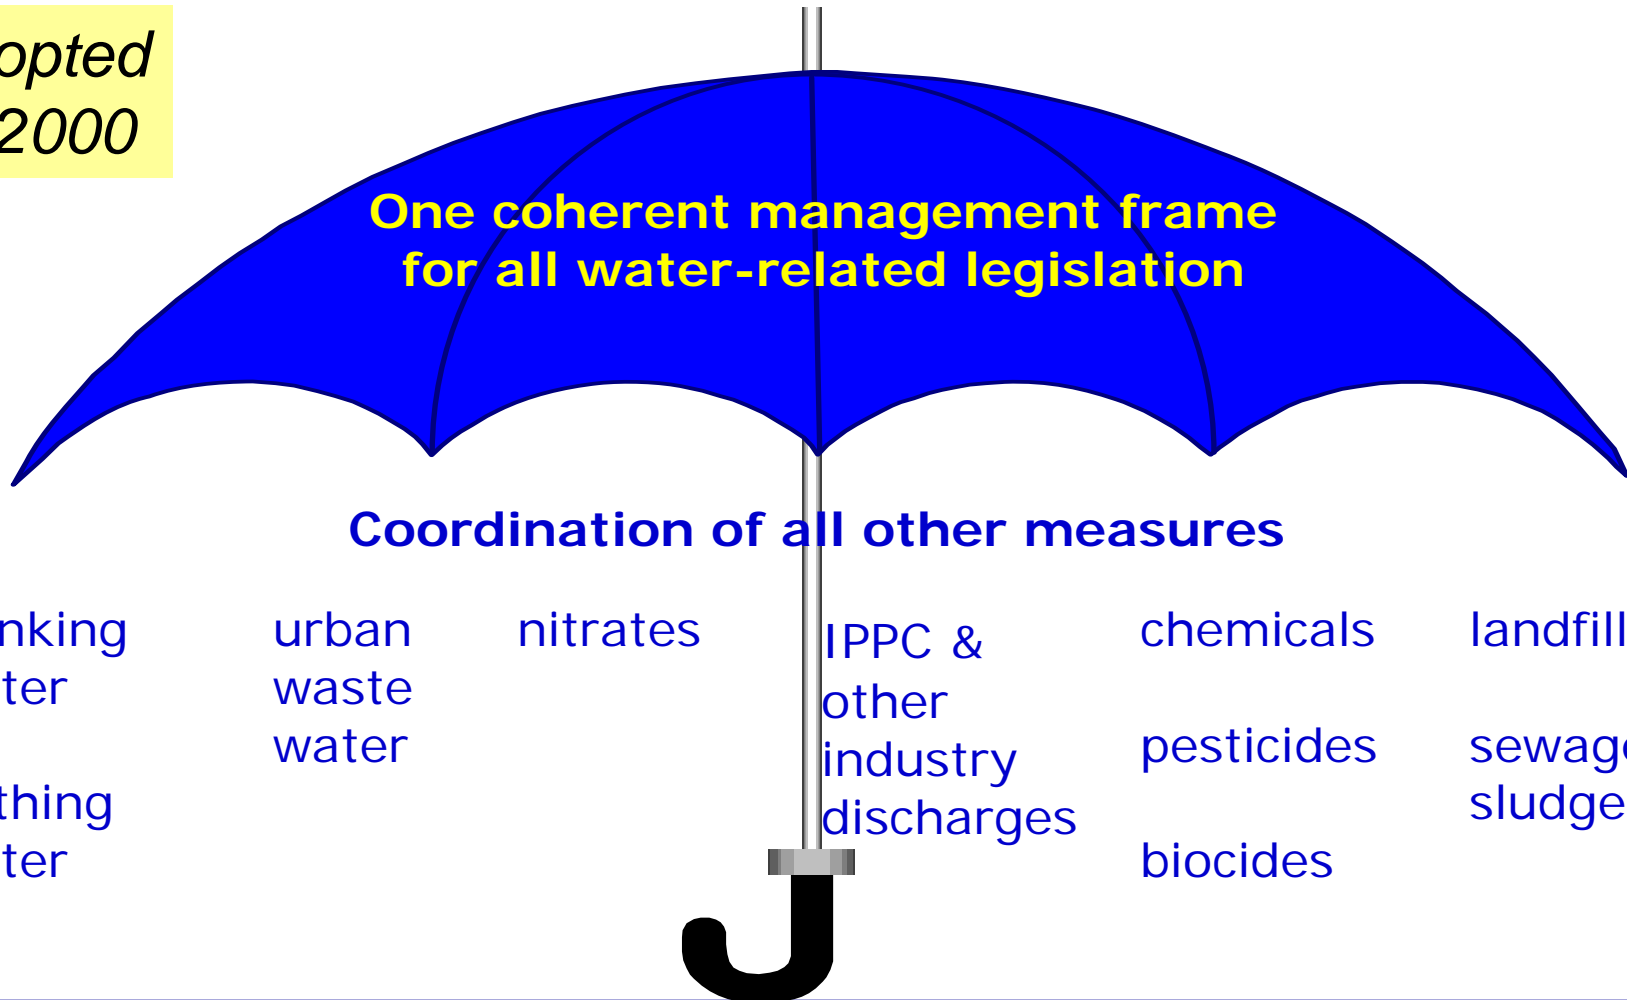 opted
2000
One coherent management frame
for all water-related legislation
Coordination of all other measures
nking
ter
thing
ter
urban
waste
water
nitrates
IPPC &
other
industry
discharges
chemicals
pesticides
biocides
landfill
sewage
sludge